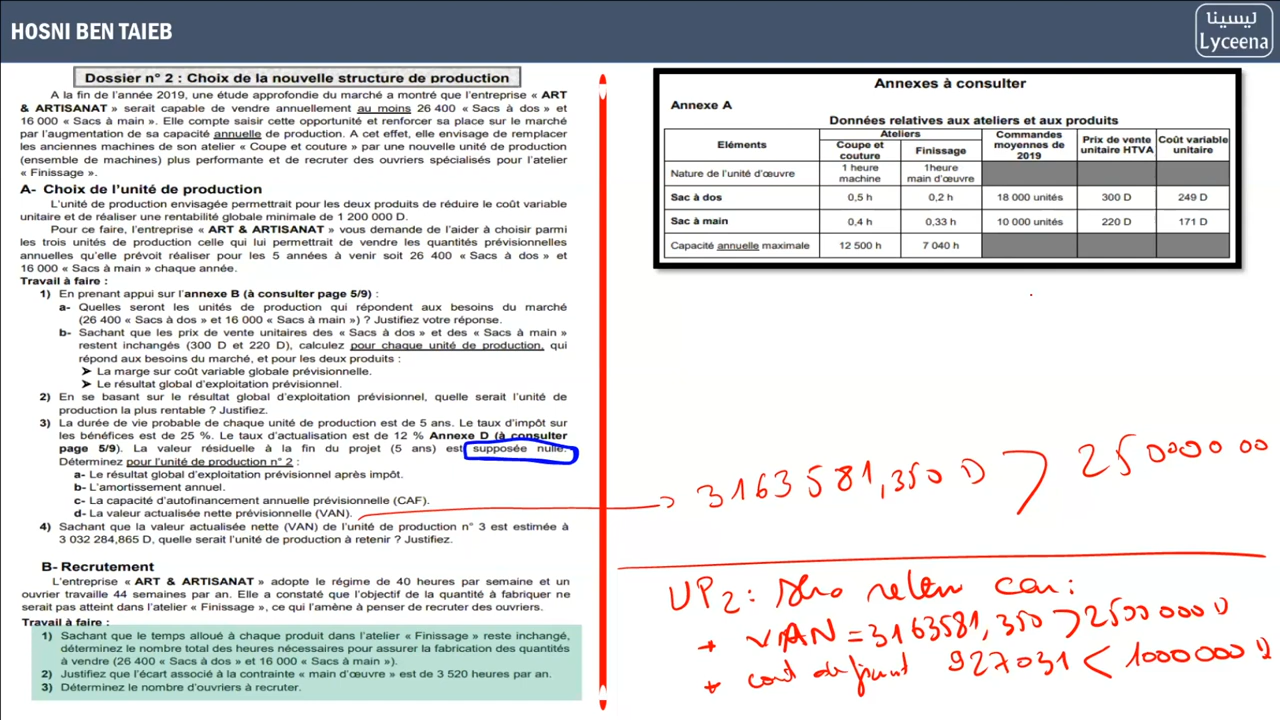 HOSNI BEN TAIEB
ليسينا
Lyceena
Dossier n° 2 : Choix de la nouvelle structure de production
A la fin de l'année 2019, une étude approfondie du marché a montré que l'entreprise « ART
& ARTISANAT » serait capable de vendre annuellement au moins 26 400 « Sacs à dos » et
16 000 « Sacs à main ». Elle compte saisir cette opportunité et renforcer sa place sur le marché
par l'augmentation de sa capacité annuelle de production. A cet effet, elle envisage de remplacer
les anciennes machines de son atelier « Coupe et couture » par une nouvelle unité de production
(ensemble de machines) plus performante et de recruter des ouvriers spécialisés pour l'atelier
« Finissage ».
A- Choix de l'unité de production
L'unité de production envisagée permettrait pour les deux produits de réduire le coût variable
unitaire et de réaliser une rentabilité globale minimale de 1 200 000 D.
Pour ce faire, l'entreprise « ART & ARTISANAT » vous demande de l'aider à choisir parmi
les trois unités de production celle qui lui permettrait de vendre les quantités prévisionnelles
annuelles qu'elle prévoit réaliser pour les 5 années à venir soit 26 400 « Sacs à dos » et
16 000 « Sacs à main » chaque année.
Travail à faire :
1) En prenant appui sur l'annexe B (à consulter page 5/9) :
a- Quelles seront les unités de production qui répondent aux besoins du marché
(26 400 « Sacs à dos » et 16 000 « Sacs à main ») ? Justifiez votre réponse.
b- Sachant que les prix de vente unitaires des « Sacs à dos » et des « Sacs à main »
restent inchangés (300 D et 220 D), calculez pour chaque unité de production, qui
répond aux besoins du marché, et pour les deux produits :
➤ La marge sur coût variable globale prévisionnelle.
➤ Le résultat global d'exploitation prévisionnel.
2) En se basant sur le résultat global d'exploitation prévisionnel, quelle serait l'unité de
production la plus rentable ? Justifiez.
3) La durée de vie probable de chaque unité de production est de 5 ans. Le taux d'impôt sur
les bénéfices est de 25 %. Le taux d'actualisation est de 12 % Annexe D (à consulter
page 5/9). La valeur résiduelle à la fin du projet (5 ans) est supposée nulle.
Déterminez pour l'unité de production n° 2 :
a- Le résultat global d'exploitation prévisionnel après impôt.
b- L'amortissement annuel.
c- La capacité d'autofinancement annuelle prévisionnelle (CAF).
d- La valeur actualisée nette prévisionnelle (VAN).
4) Sachant que la valeur actualisée nette (VAN) de l'unité de production n° 3 est estimée à
3 032 284,865 D, quelle serait l'unité de production à retenir ? Justifiez.
B- Recrutement
L'entreprise « ART & ARTISANAT » adopte le régime de 40 heures par semaine et un
ouvrier travaille 44 semaines par an. Elle a constaté que l'objectif de la quantité à fabriquer ne
serait pas atteint dans l'atelier « Finissage », ce qui l'amène à penser de recruter des ouvriers.
Travail à faire :
1) Sachant que le temps alloué à chaque produit dans l'atelier « Finissage » reste inchangé,
déterminez le nombre total des heures nécessaires pour assurer la fabrication des quantités
à vendre (26 400 « Sacs à dos » et 16 000 « Sacs à main »).
2) Justifiez que l'écart associé à la contrainte « main d'œuvre » est de 3 520 heures par an.
3) Déterminez le nombre d'ouvriers à recruter.
Annexes à consulter
Annexe A
Données relatives aux ateliers et aux produits
Eléments Ateliers Commandes moyennes de 2019 Prix de vente unitaire HTVA Coût variable unitaire
Coupe et couture Finissage
Nature de l'unité d'œuvre 1 heure machine 1heure main d'œuvre
Sac à dos 0,5 h 0,2 h 18 000 unités 300 D 249 D
Sac à main 0,4 h 0,33 h 10 000 unités 220 D 171 D
Capacité annuelle maximale 12 500 h 7 040 h
3163581,350 D > 2500000 00
UP2 : sera retenu car :
+ VAN = 3163581,350 > 2500000 D
+ 927031 < 1000000 D